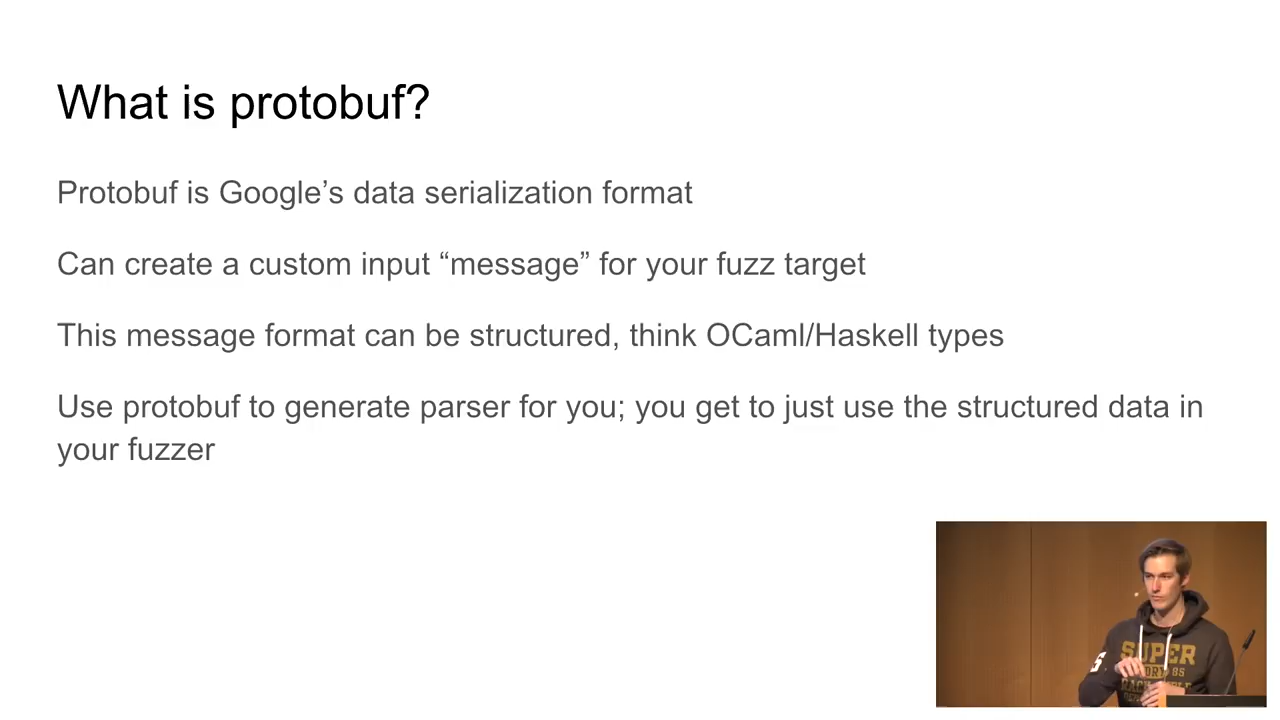 What is protobuf?
Protobuf is Google’s data serialization format
Can create a custom input “message” for your fuzz target
This message format can be structured, think OCaml/Haskell types
Use protobuf to generate parser for you; you get to just use the structured data in
your fuzzer
SUPER